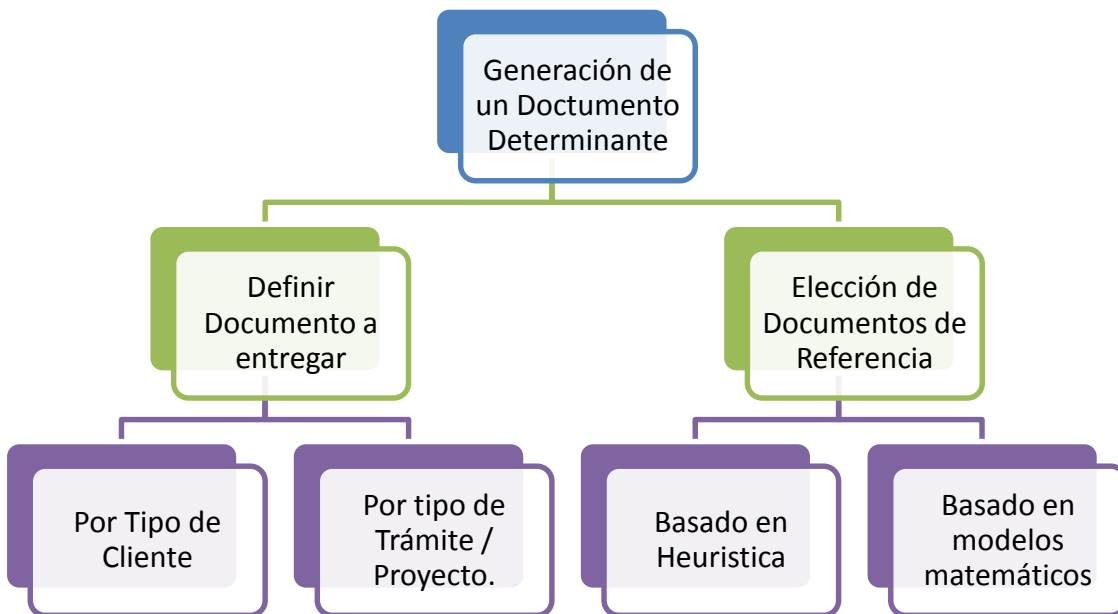 Generación de
un Doctumento
Determinante
Definir
Documento a
entregar
Elección de
Documentos de
Referencia
Por Tipo de
Cliente
Por tipo de
Trámite /
Proyecto.
Basado en
Heuristica
Basado en
modelos
matemáticos